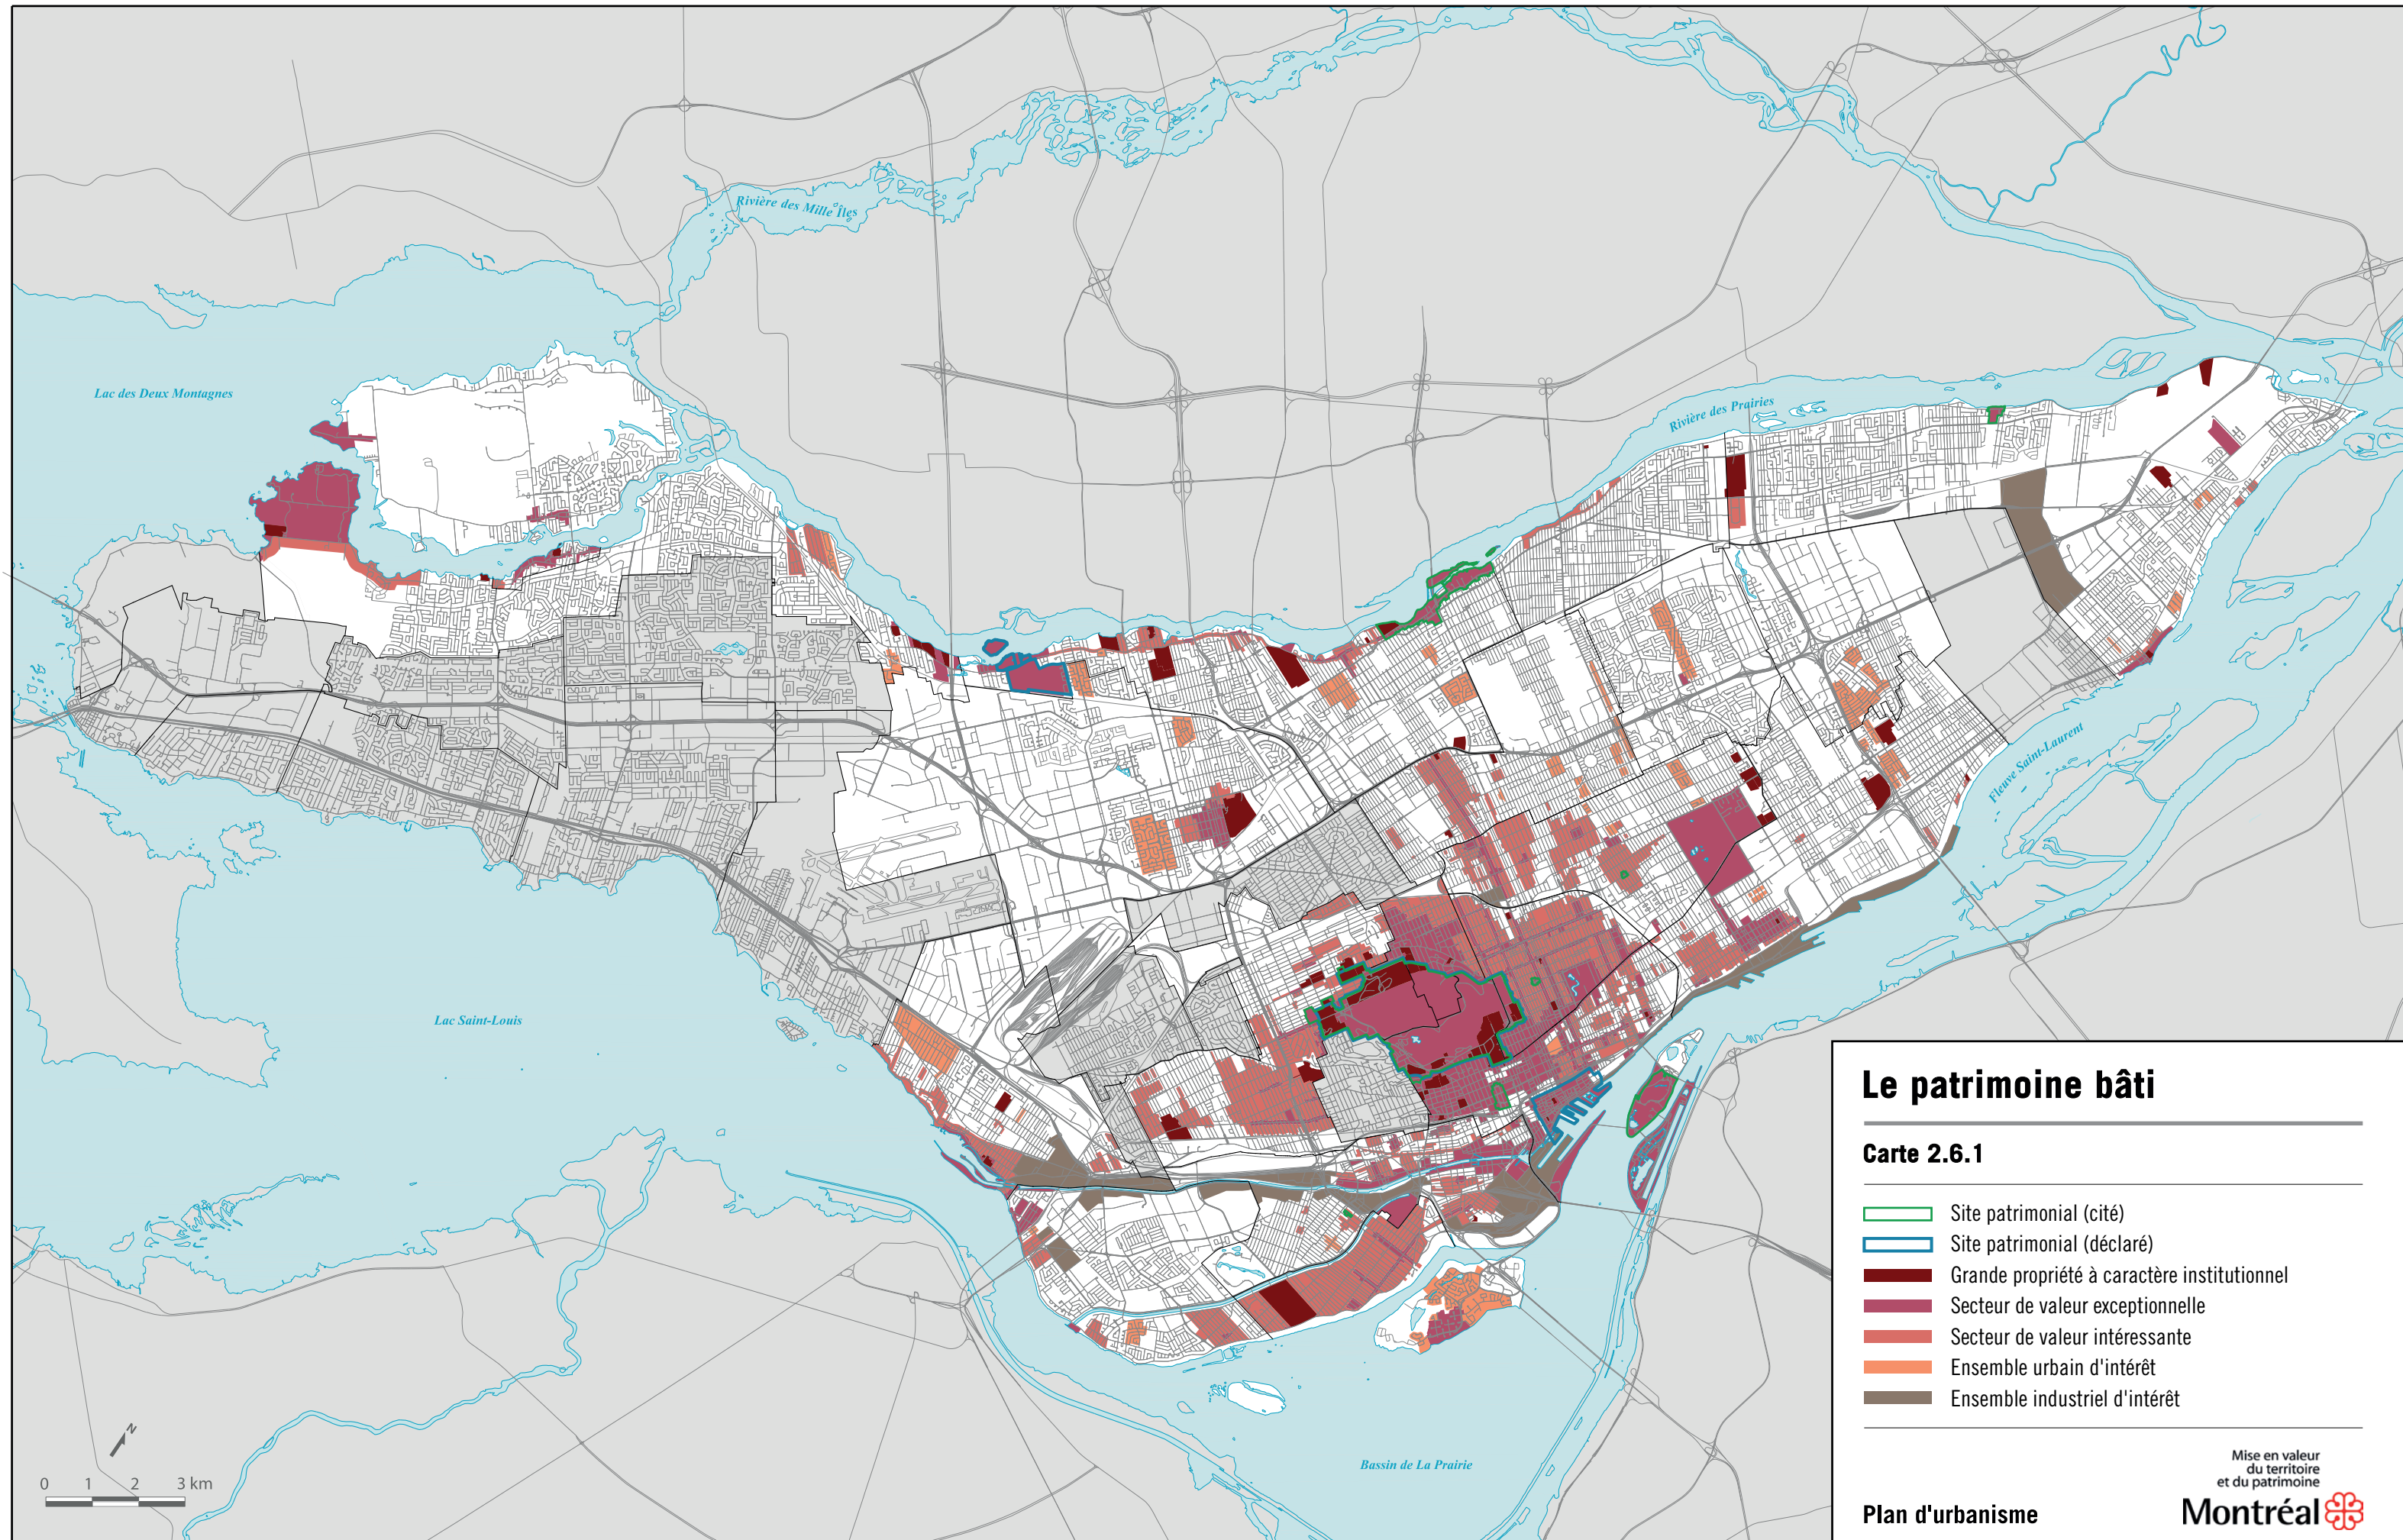 Rivière des Mille Îles
Lac des Deux Montagnes
Rivière des Prairies
Fleuve Saint-Laurent
Lac Saint-Louis
Bassin de La Prairie
N
0 1 2 3 km
Le patrimoine bâti
Carte 2.6.1
Site patrimonial (cité)
Site patrimonial (déclaré)
Grande propriété à caractère institutionnel
Secteur de valeur exceptionnelle
Secteur de valeur intéressante
Ensemble urbain d'intérêt
Ensemble industriel d'intérêt
Mise en valeur
du territoire
et du patrimoine
Plan d'urbanisme
Montréal